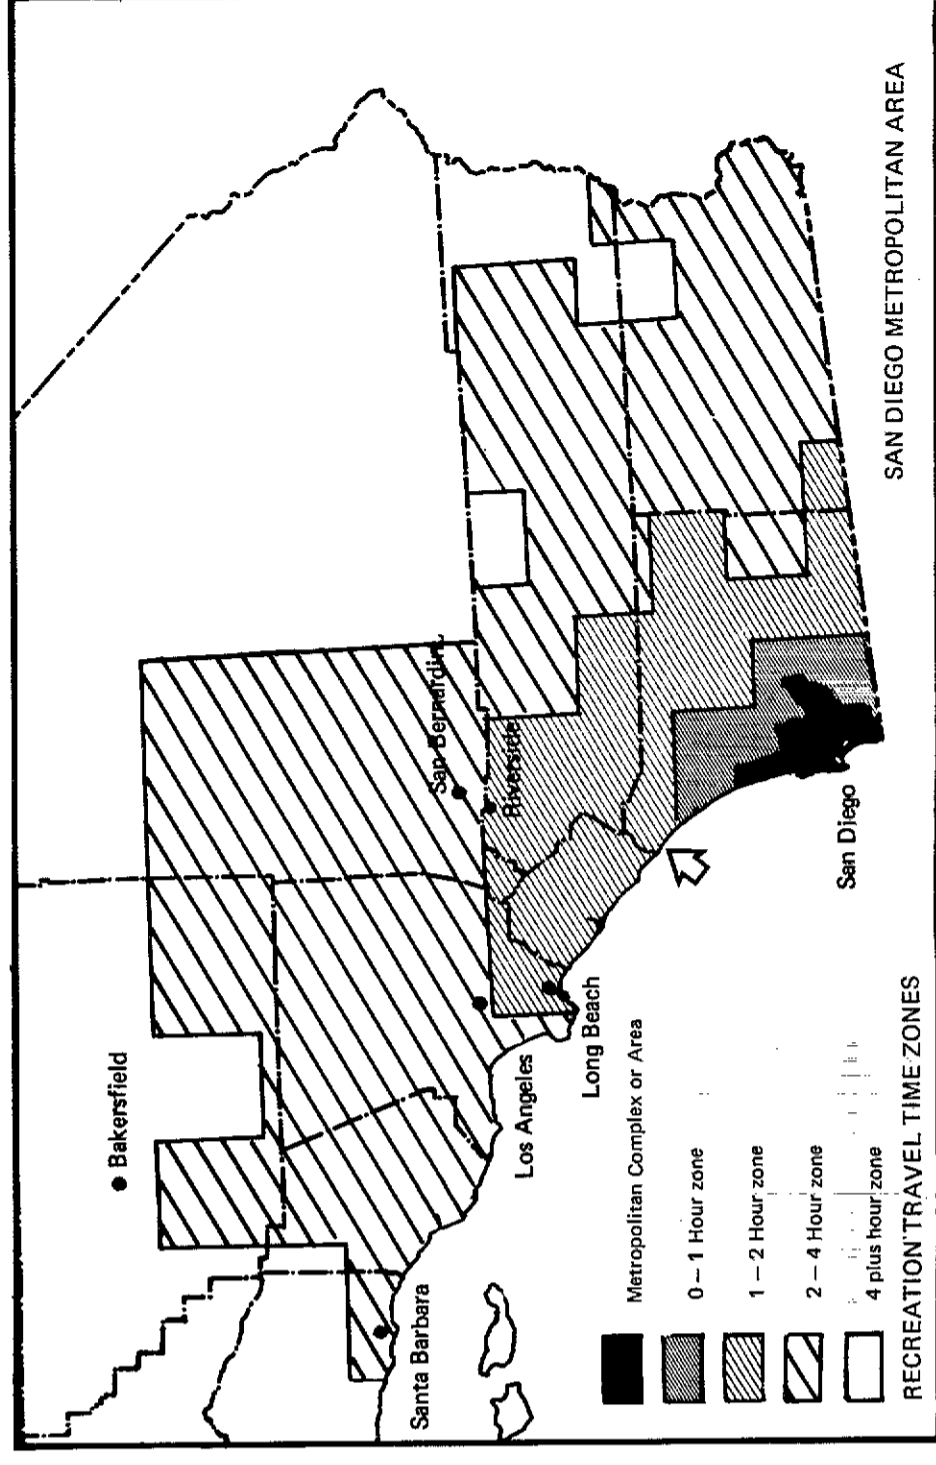 Bakersfield
San Bernardino
Riverside
Santa Barbara
Los Angeles
Long Beach
San Diego
Metropolitan Complex or Area
0 – 1 Hour zone
1 – 2 Hour zone
2 – 4 Hour zone
4 plus hour zone
RECREATION TRAVEL TIME ZONES
SAN DIEGO METROPOLITAN AREA